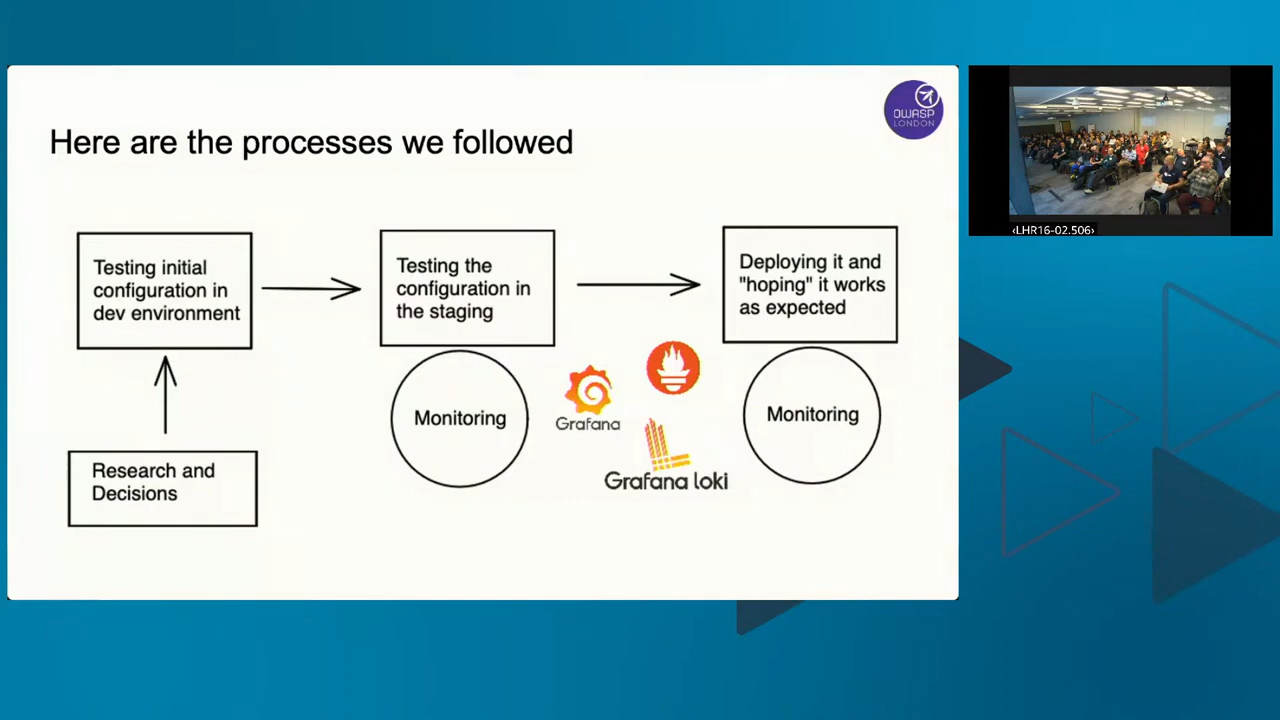 OWASP
LONDON
Here are the processes we followed
Testing initial
configuration in
dev environment
Testing the
configuration in
the staging
Deploying it and
"hoping" it works
as expected
Monitoring
Grafana
Grafana loki
Monitoring
Research and
Decisions
‹LHR16-02.506›